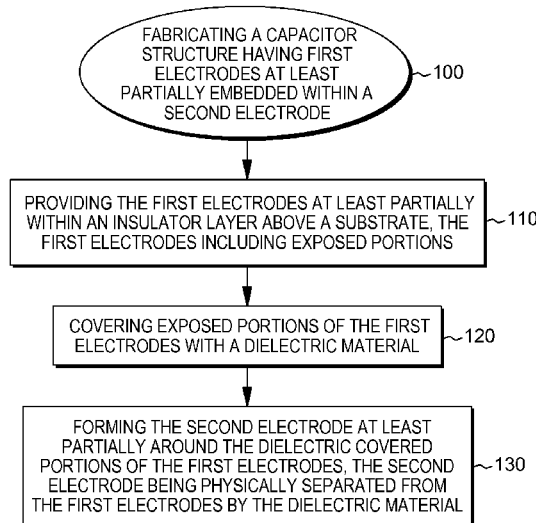 FABRICATING A CAPACITOR
STRUCTURE HAVING FIRST
ELECTRODES AT LEAST
PARTIALLY EMBEDDED WITHIN A
SECOND ELECTRODE
100
PROVIDING THE FIRST ELECTRODES AT LEAST PARTIALLY
WITHIN AN INSULATOR LAYER ABOVE A SUBSTRATE, THE
FIRST ELECTRODES INCLUDING EXPOSED PORTIONS
110
COVERING EXPOSED PORTIONS OF THE FIRST
ELECTRODES WITH A DIELECTRIC MATERIAL
120
FORMING THE SECOND ELECTRODE AT LEAST
PARTIALLY AROUND THE DIELECTRIC COVERED
PORTIONS OF THE FIRST ELECTRODES, THE SECOND
ELECTRODE BEING PHYSICALLY SEPARATED FROM
THE FIRST ELECTRODES BY THE DIELECTRIC MATERIAL
130